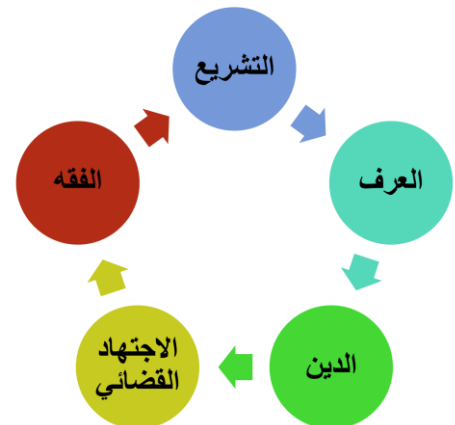 التشريع
العرف
الدين
الاجتهاد
القضائي
الفقه